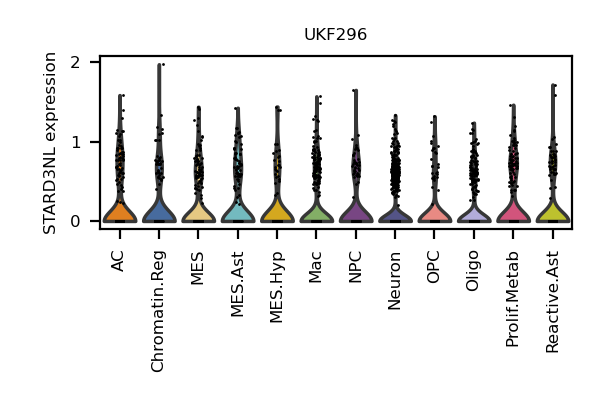 UKF296
STARD3NL expression
2
1
0
AC
Chromatin.Reg
MES
MES.Ast
MES.Hyp
Mac
NPC
Neuron
OPC
Oligo
Prolif.Metab
Reactive.Ast